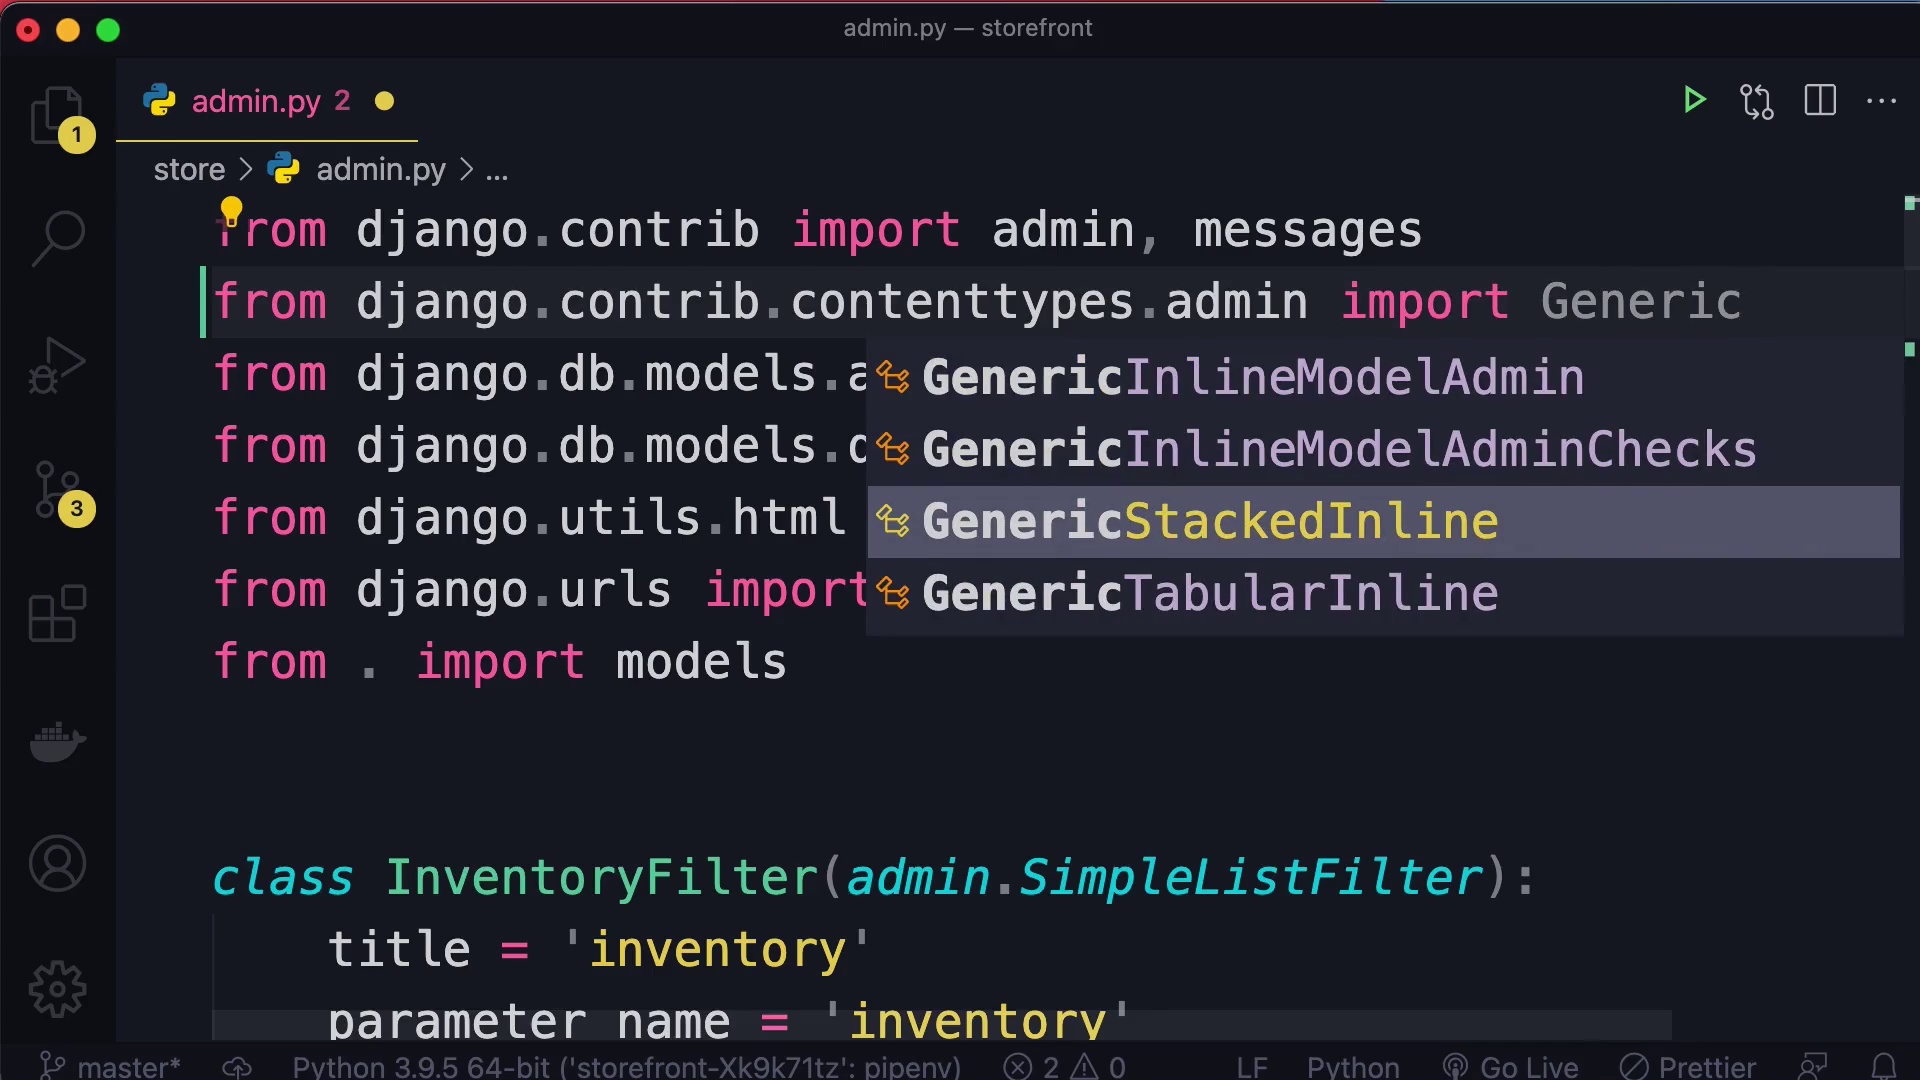 admin.py — storefront
admin.py 2
1
store > admin.py > ...
from django.contrib import admin, messages
from django.contrib.contenttypes.admin import Generic
from django.db.models.a
GenericInlineModelAdmin
from django.db.models.
GenericInlineModelAdminChecks
from django.utils.html
GenericStackedInline
3
from django.urls import
GenericTabularInline
from . import models
class InventoryFilter(admin.SimpleListFilter):
title = 'inventory'
parameter_name = 'inventory'
master* Python 3.9.5 64-bit ('storefront-Xk9k71tz': pipenv) 2 0 LF Python Go Live Prettier